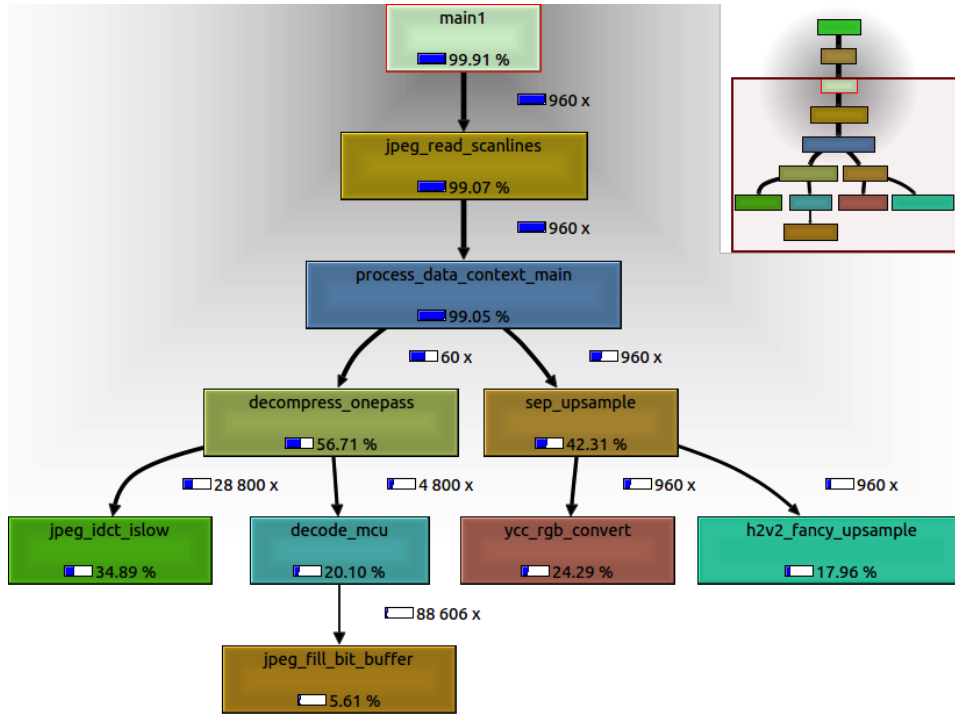 main1
99.91 %
960 x
jpeg_read_scanlines
99.07 %
960 x
process_data_context_main
99.05 %
60 x
960 x
decompress_onepass
56.71 %
sep_upsample
42.31 %
28 800 x
4 800 x
960 x
960 x
jpeg_idct_islow
34.89 %
decode_mcu
20.10 %
ycc_rgb_convert
24.29 %
h2v2_fancy_upsample
17.96 %
88 606 x
jpeg_fill_bit_buffer
5.61 %